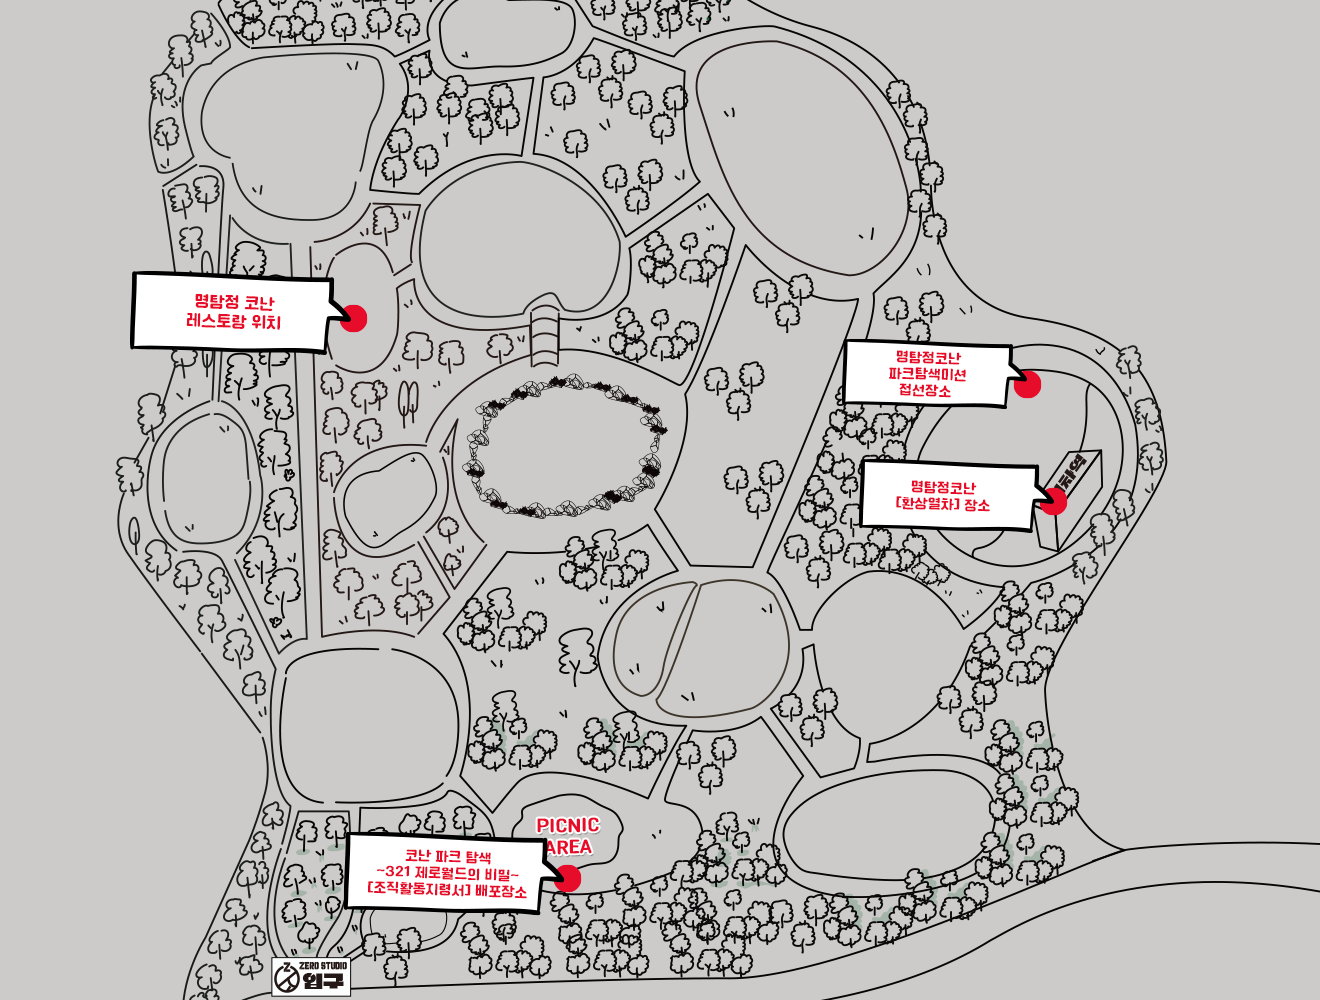 명탐정 코난
레스토랑 위치
명탐정코난
파크탐색미션
접선장소
명탐정코난
[환상열차] 장소
PICNIC
AREA
코난 파크 탐색
~321 제로월드의 비밀~
[조직활동지령서] 배포장소
ZERO STUDIO
입구